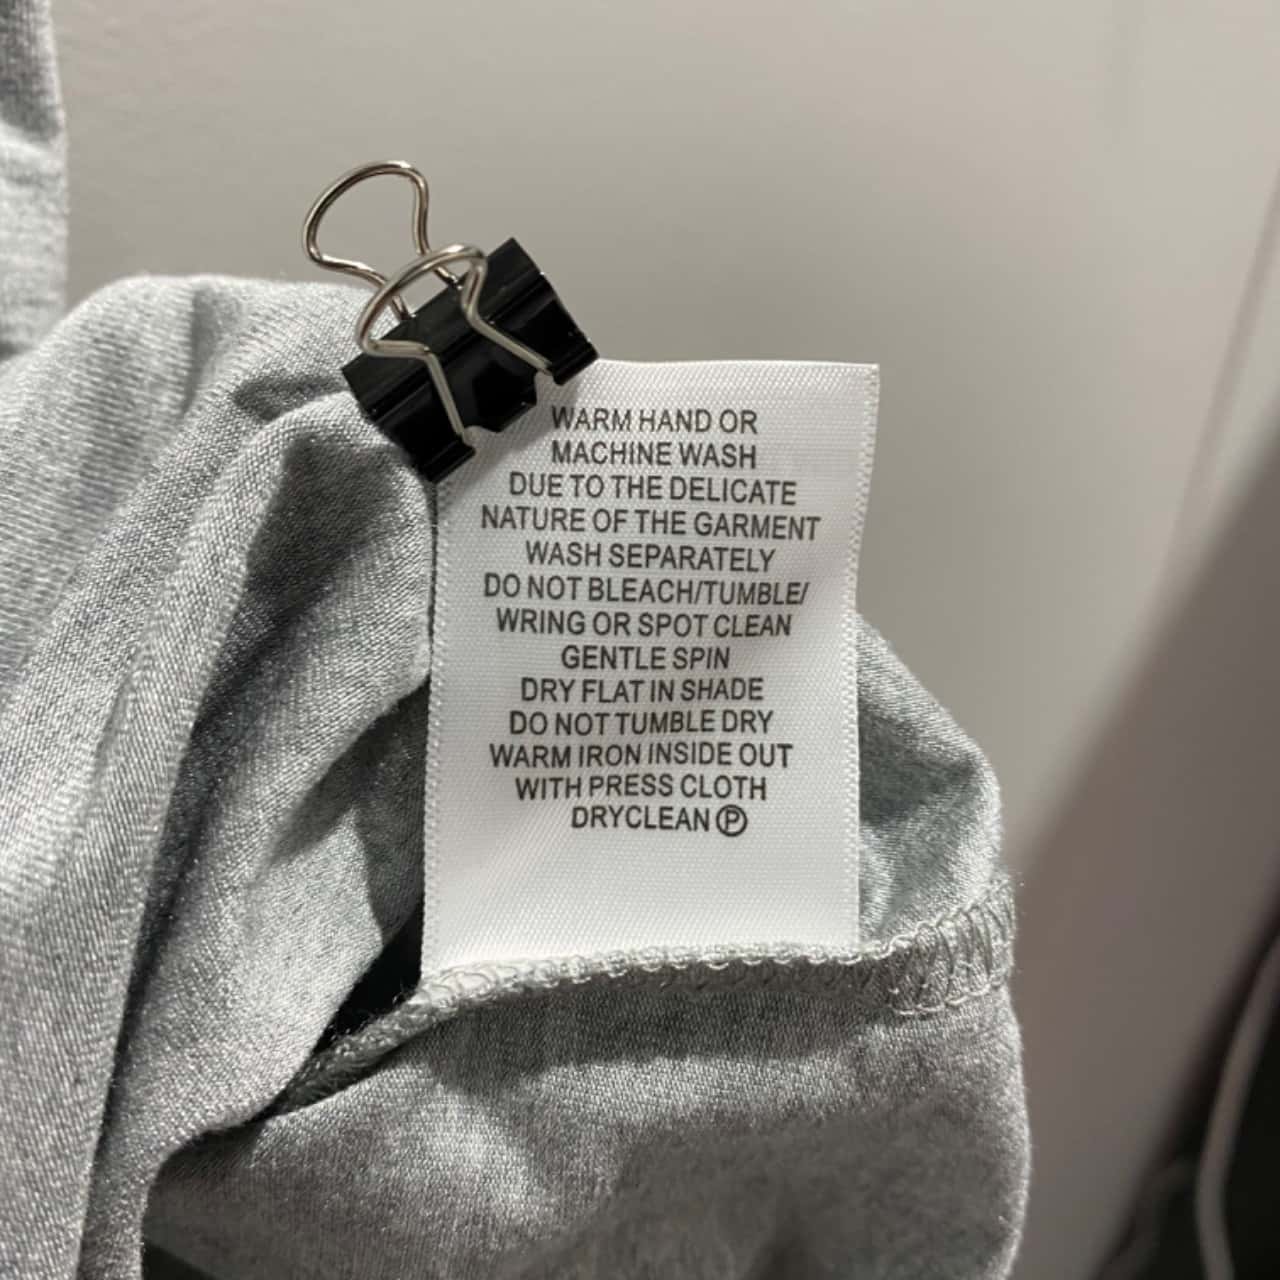 WARM HAND OR
MACHINE WASH
DUE TO THE DELICATE
NATURE OF THE GARMENT
WASH SEPARATELY
DO NOT BLEACH/TUMBLE/
WRING OR SPOT CLEAN
GENTLE SPIN
DRY FLAT IN SHADE
DO NOT TUMBLE DRY
WARM IRON INSIDE OUT
WITH PRESS CLOTH
DRYCLEAN Ⓟ